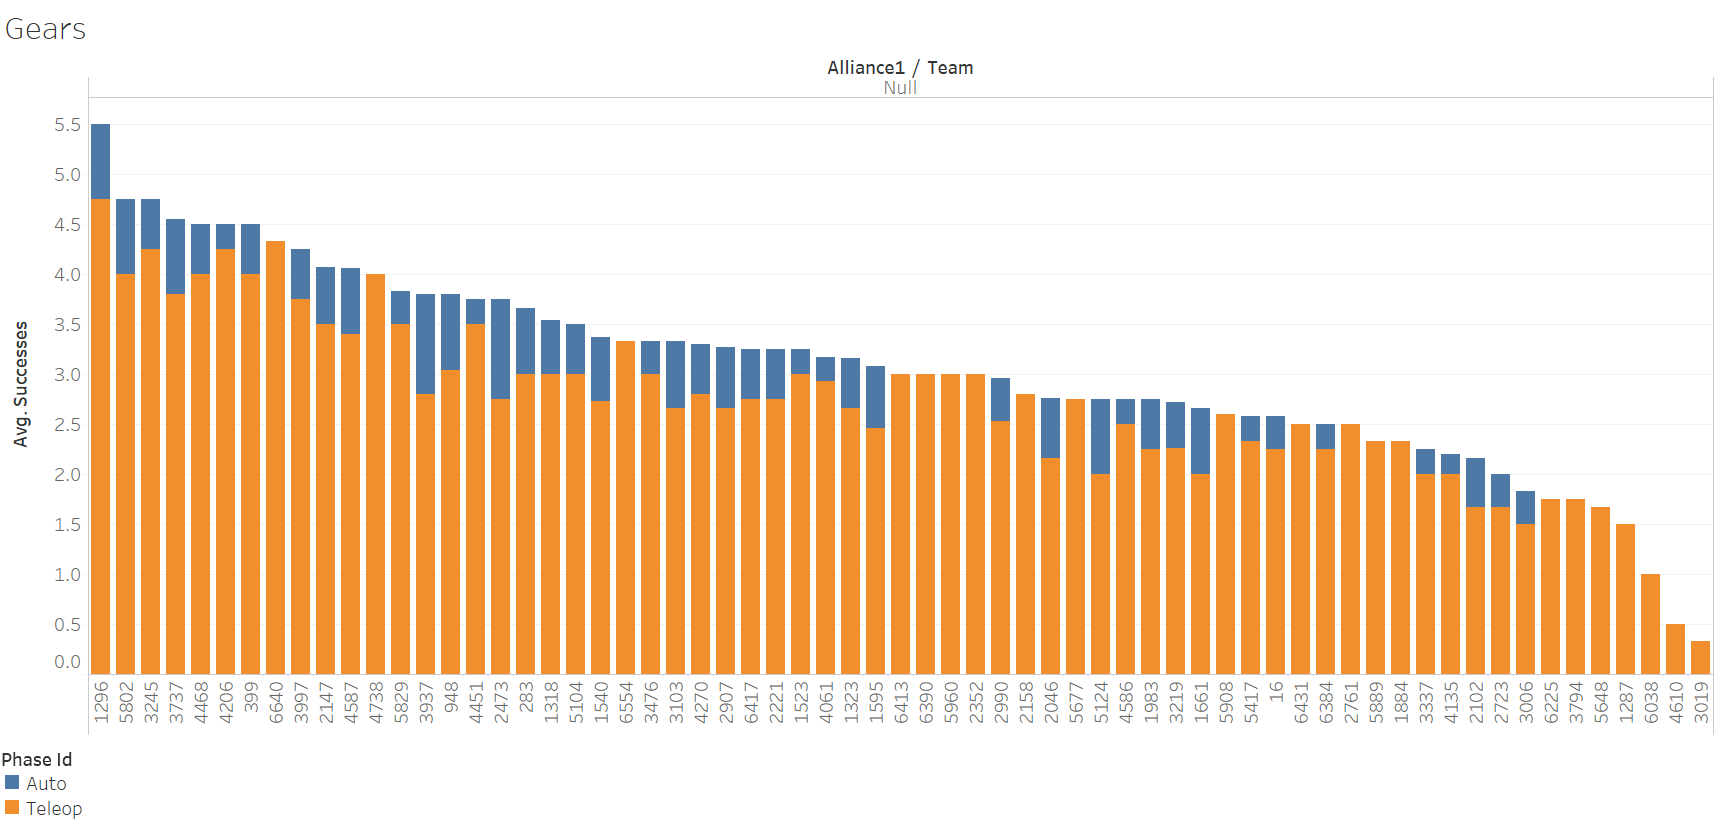 Gears
Alliance1 / Team
Null
Avg. Successes
5.5
5.0
4.5
4.0
3.5
3.0
2.5
2.0
1.5
1.0
0.5
0.0
1296 5802 3245 3737 4468 4206 399 6640 3997 2147 4587 4738 5829 3937 948 4451 2473 283 1318 5104 1540 6554 3476 3103 4270 2907 6417 2221 1523 4061 1323 1595 6413 6390 5960 2352 2990 2158 2046 5677 5124 4586 1983 3219 1661 5908 5417 16 6431 6384 2761 5889 1884 3337 4135 2102 2723 3006 6225 3794 5648 1287 6038 4610 3019
Phase Id
Auto
Teleop